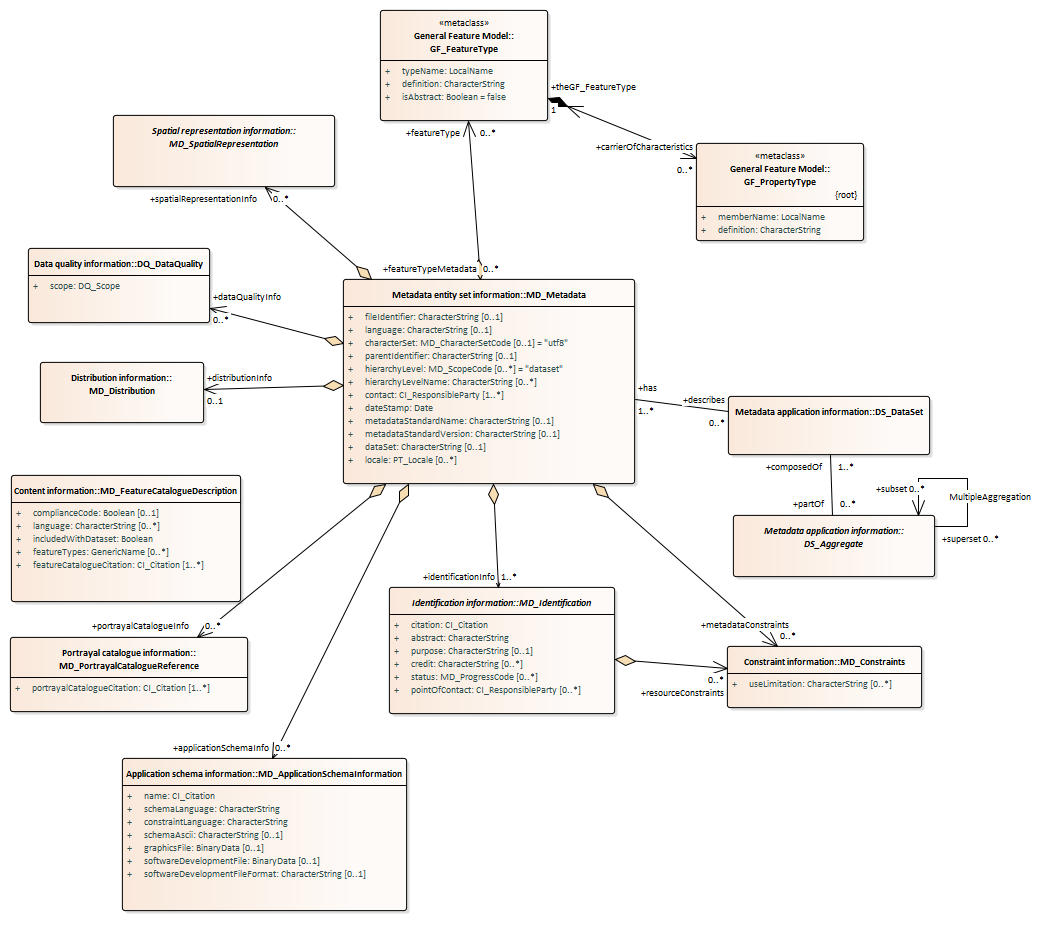 «metaclass»
General Feature Model::
GF_FeatureType
+ typeName: LocalName
+ definition: CharacterString
+ isAbstract: Boolean = false
+theGF_FeatureType
1
+carrierOfCharacteristics
0..*
«metaclass»
General Feature Model::
GF_PropertyType
{root}
+ memberName: LocalName
+ definition: CharacterString
+featureType 0..*
+featureTypeMetadata 0..*
Spatial representation information::
MD_SpatialRepresentation
+spatialRepresentationInfo 0..*
Data quality information::DQ_DataQuality
+ scope: DQ_Scope
+dataQualityInfo
0..*
Distribution information::
MD_Distribution
+distributionInfo
0..1
Metadata entity set information::MD_Metadata
+ fileIdentifier: CharacterString [0..1]
+ language: CharacterString [0..1]
+ characterSet: MD_CharacterSetCode [0..1] = "utf8"
+ parentIdentifier: CharacterString [0..1]
+ hierarchyLevel: MD_ScopeCode [0..*] = "dataset"
+ hierarchyLevelName: CharacterString [0..*]
+ contact: CI_ResponsibleParty [1..*]
+ dateStamp: Date
+ metadataStandardName: CharacterString [0..1]
+ metadataStandardVersion: CharacterString [0..1]
+ dataSet: CharacterString [0..1]
+ locale: PT_Locale [0..*]
+has
1..*
+describes
0..*
Metadata application information::DS_DataSet
+composedOf 1..*
+partOf 0..*
Metadata application information::
DS_Aggregate
+subset 0..*
MultipleAggregation
+superset 0..*
Content information::MD_FeatureCatalogueDescription
+ complianceCode: Boolean [0..1]
+ language: CharacterString [0..*]
+ includedWithDataset: Boolean
+ featureTypes: GenericName [0..*]
+ featureCatalogueCitation: CI_Citation [1..*]
+portrayalCatalogueInfo 0..*
Portrayal catalogue information::
MD_PortrayalCatalogueReference
+ portrayalCatalogueCitation: CI_Citation [1..*]
+identificationInfo 1..*
Identification information::MD_Identification
+ citation: CI_Citation
+ abstract: CharacterString
+ purpose: CharacterString [0..1]
+ credit: CharacterString [0..*]
+ status: MD_ProgressCode [0..*]
+ pointOfContact: CI_ResponsibleParty [0..*]
+metadataConstraints
0..*
Constraint information::MD_Constraints
+ useLimitation: CharacterString [0..*]
0..*
+resourceConstraints
+applicationSchemaInfo 0..*
Application schema information::MD_ApplicationSchemaInformation
+ name: CI_Citation
+ schemaLanguage: CharacterString
+ constraintLanguage: CharacterString
+ schemaAscii: CharacterString [0..1]
+ graphicsFile: BinaryData [0..1]
+ softwareDevelopmentFile: BinaryData [0..1]
+ softwareDevelopmentFileFormat: CharacterString [0..1]